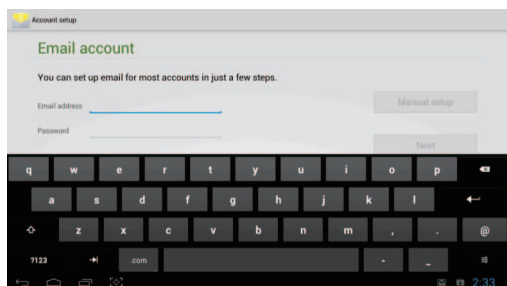 Account setup
Email account
You can set up email for most accounts in just a few steps.
Email address
Manual setup
Password
Next
q w e r t y u i o p
a s d f g h j k l
z x c v b n m , . @
?123 .com - _
2:33